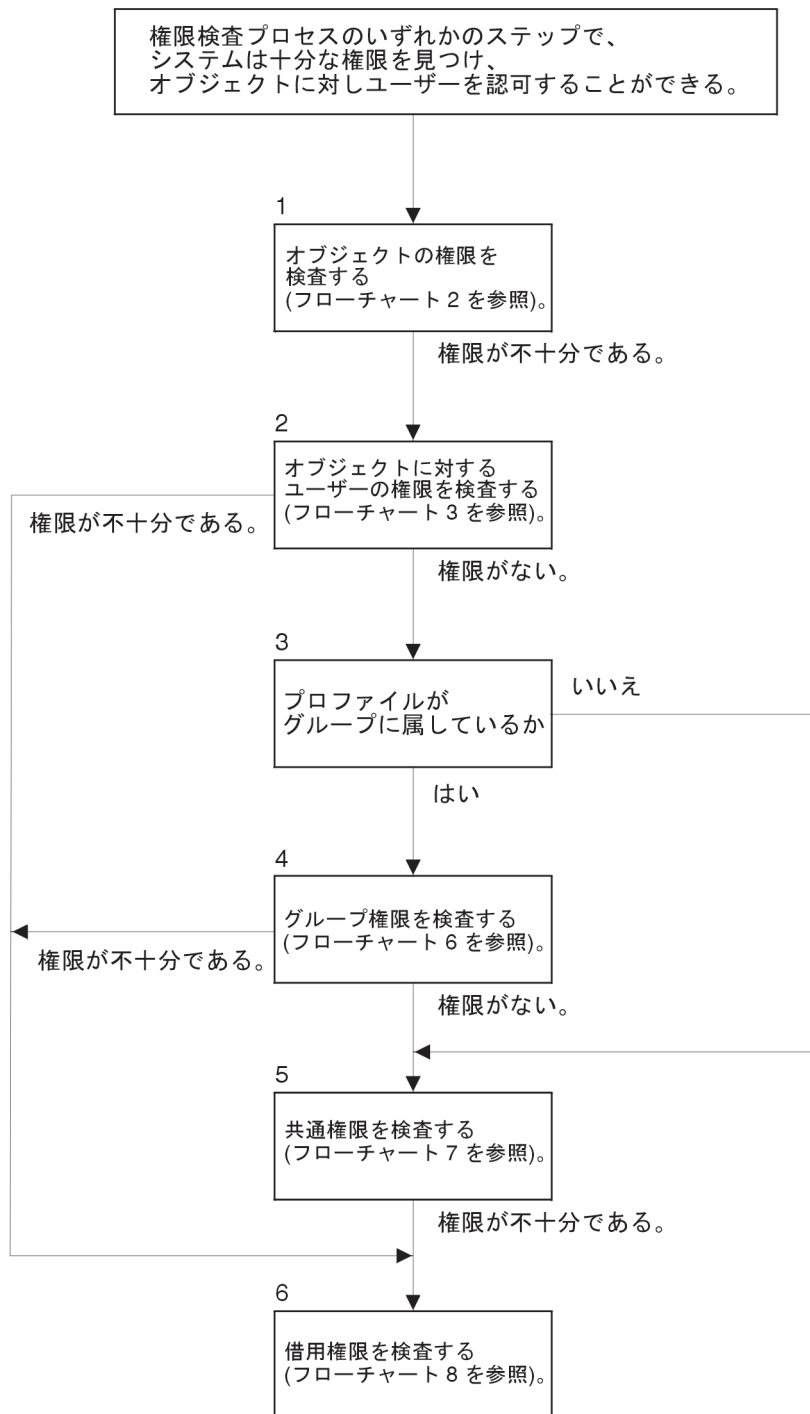 権限検査プロセスのいずれかのステップで、
システムは十分な権限を見つけ、
オブジェクトに対しユーザーを認可することができる。
1
オブジェクトの権限を
検査する
(フローチャート 2 を参照)。
権限が不十分である。
2
オブジェクトに対する
ユーザーの権限を検査する
(フローチャート 3 を参照)。
権限が不十分である。
権限がない。
3
プロファイルが
グループに属しているか
いいえ
はい
4
グループ権限を検査する
(フローチャート 6 を参照)。
権限が不十分である。
権限がない。
5
共通権限を検査する
(フローチャート 7 を参照)。
権限が不十分である。
6
借用権限を検査する
(フローチャート 8 を参照)。